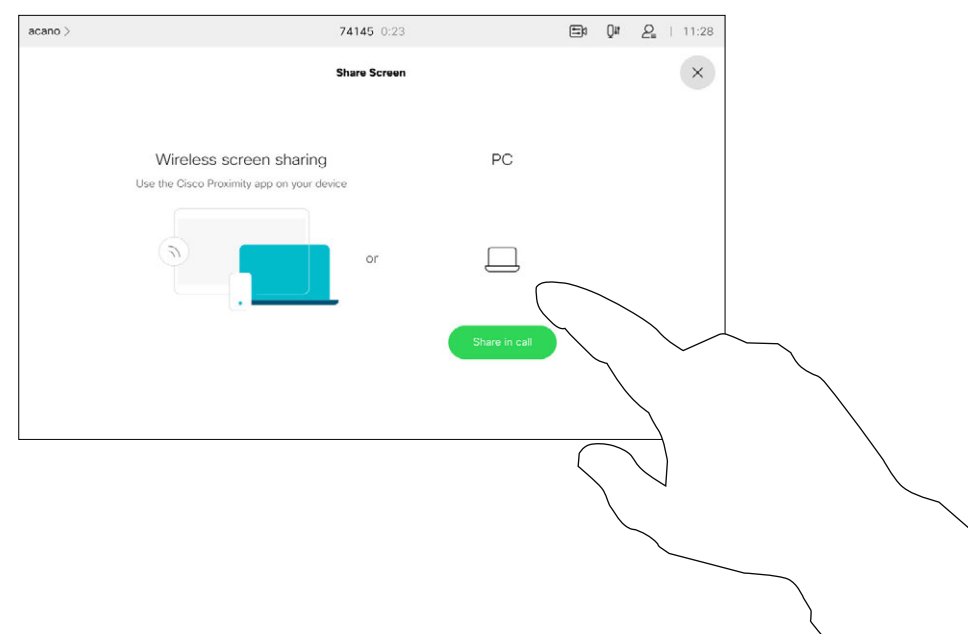 acano >
74145 0:23
11:28
Share Screen
Wireless screen sharing
Use the Cisco Proximity app on your device
or
PC
Share in call